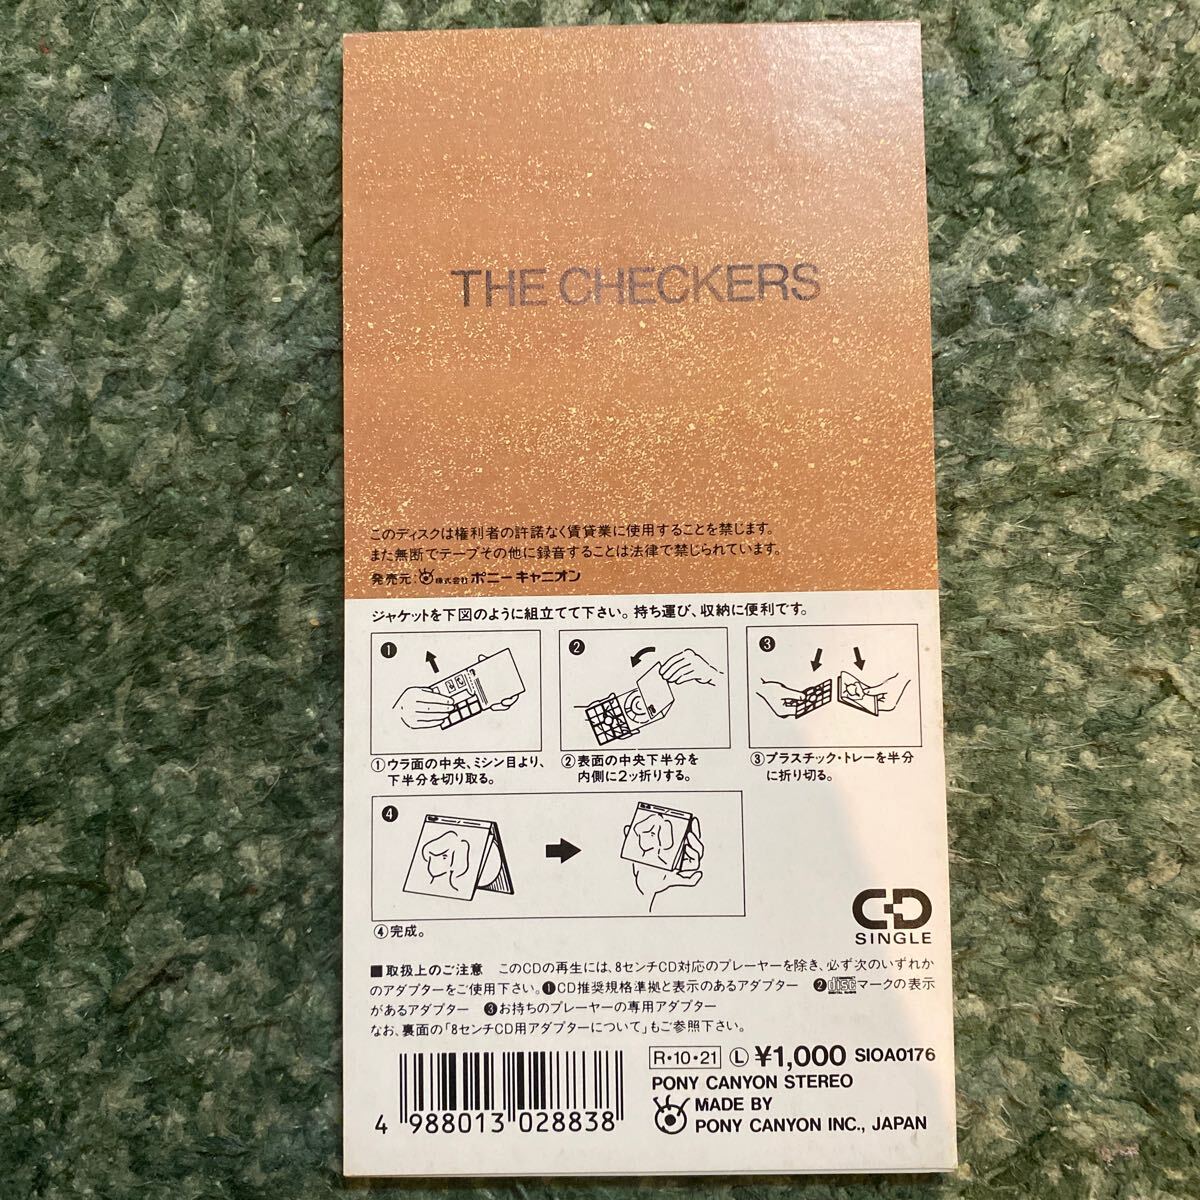 THE CHECKERS
このディスクは権利者の許諾なく賃貸業に使用することを禁じます。
また無断でテープその他に録音することは法律で禁じられています。
発売元:株式会社ポニーキャニオン
ジャケットを下図のように組立てて下さい。持ち運び、収納に便利です。
❶
❷
❸
①ウラ面の中央、ミシン目より、
下半分を切り取る。
②表面の中央下半分を
内側に2ッ折りする。
③プラスチック・トレーを半分
に折り切る。
❹
④完成。
CD
SINGLE
■取扱上のご注意 このCDの再生には、8センチCD対応のプレーヤーを除き、必ず次のいずれか
のアダプターをご使用下さい。❶CD推奨規格準拠と表示のあるアダプター ❷discマークの表示
があるアダプター ❸お持ちのプレーヤーの専用アダプター
なお、裏面の「8センチCD用アダプターについて」もご参照下さい。
R・10・21 Ⓛ ¥1,000 SIOA0176
PONY CANYON STEREO
MADE BY
PONY CANYON INC., JAPAN
4 988013 028838